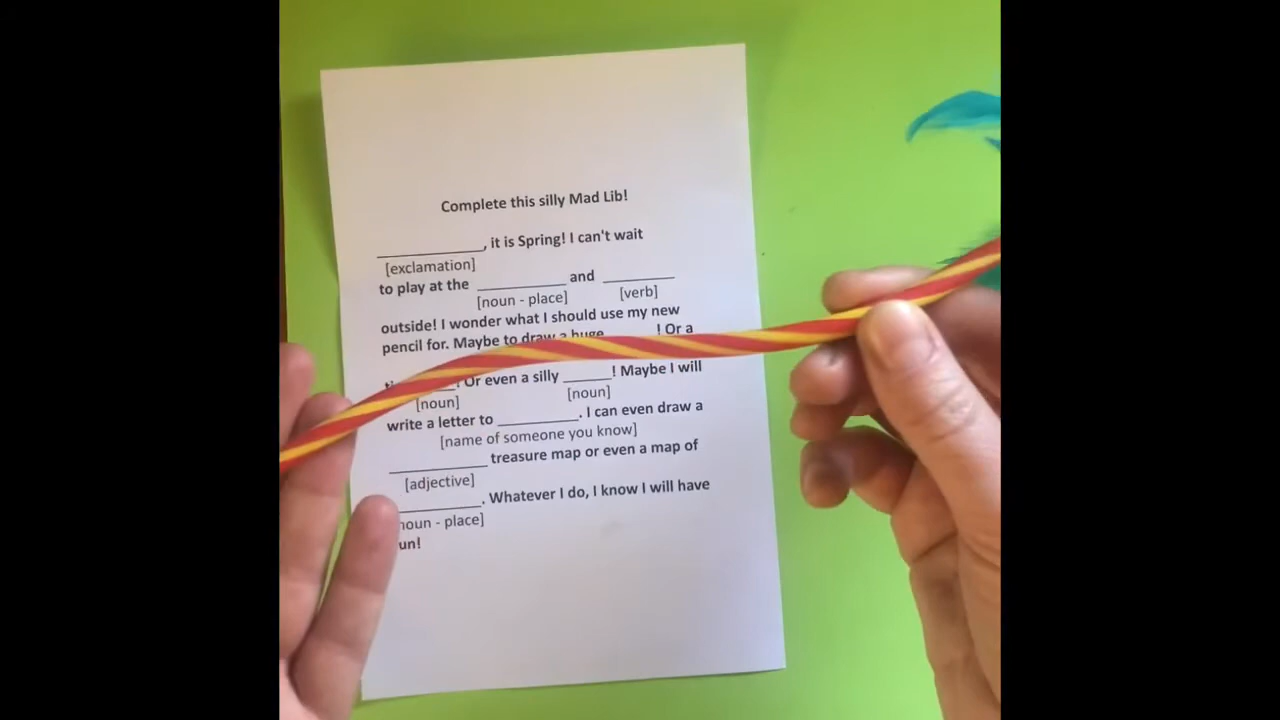 Complete this silly Mad Lib!
____________, it is Spring! I can't wait
[exclamation]
to play at the __________ and ________
[noun - place] [verb]
outside! I wonder what I should use my new
pencil for. Maybe to draw a huge ______! Or a
! Or even a silly ______! Maybe I will
[noun] [noun]
write a letter to _________. I can even draw a
[name of someone you know]
___________ treasure map or even a map of
[adjective]
_________. Whatever I do, I know I will have
noun - place]
un!